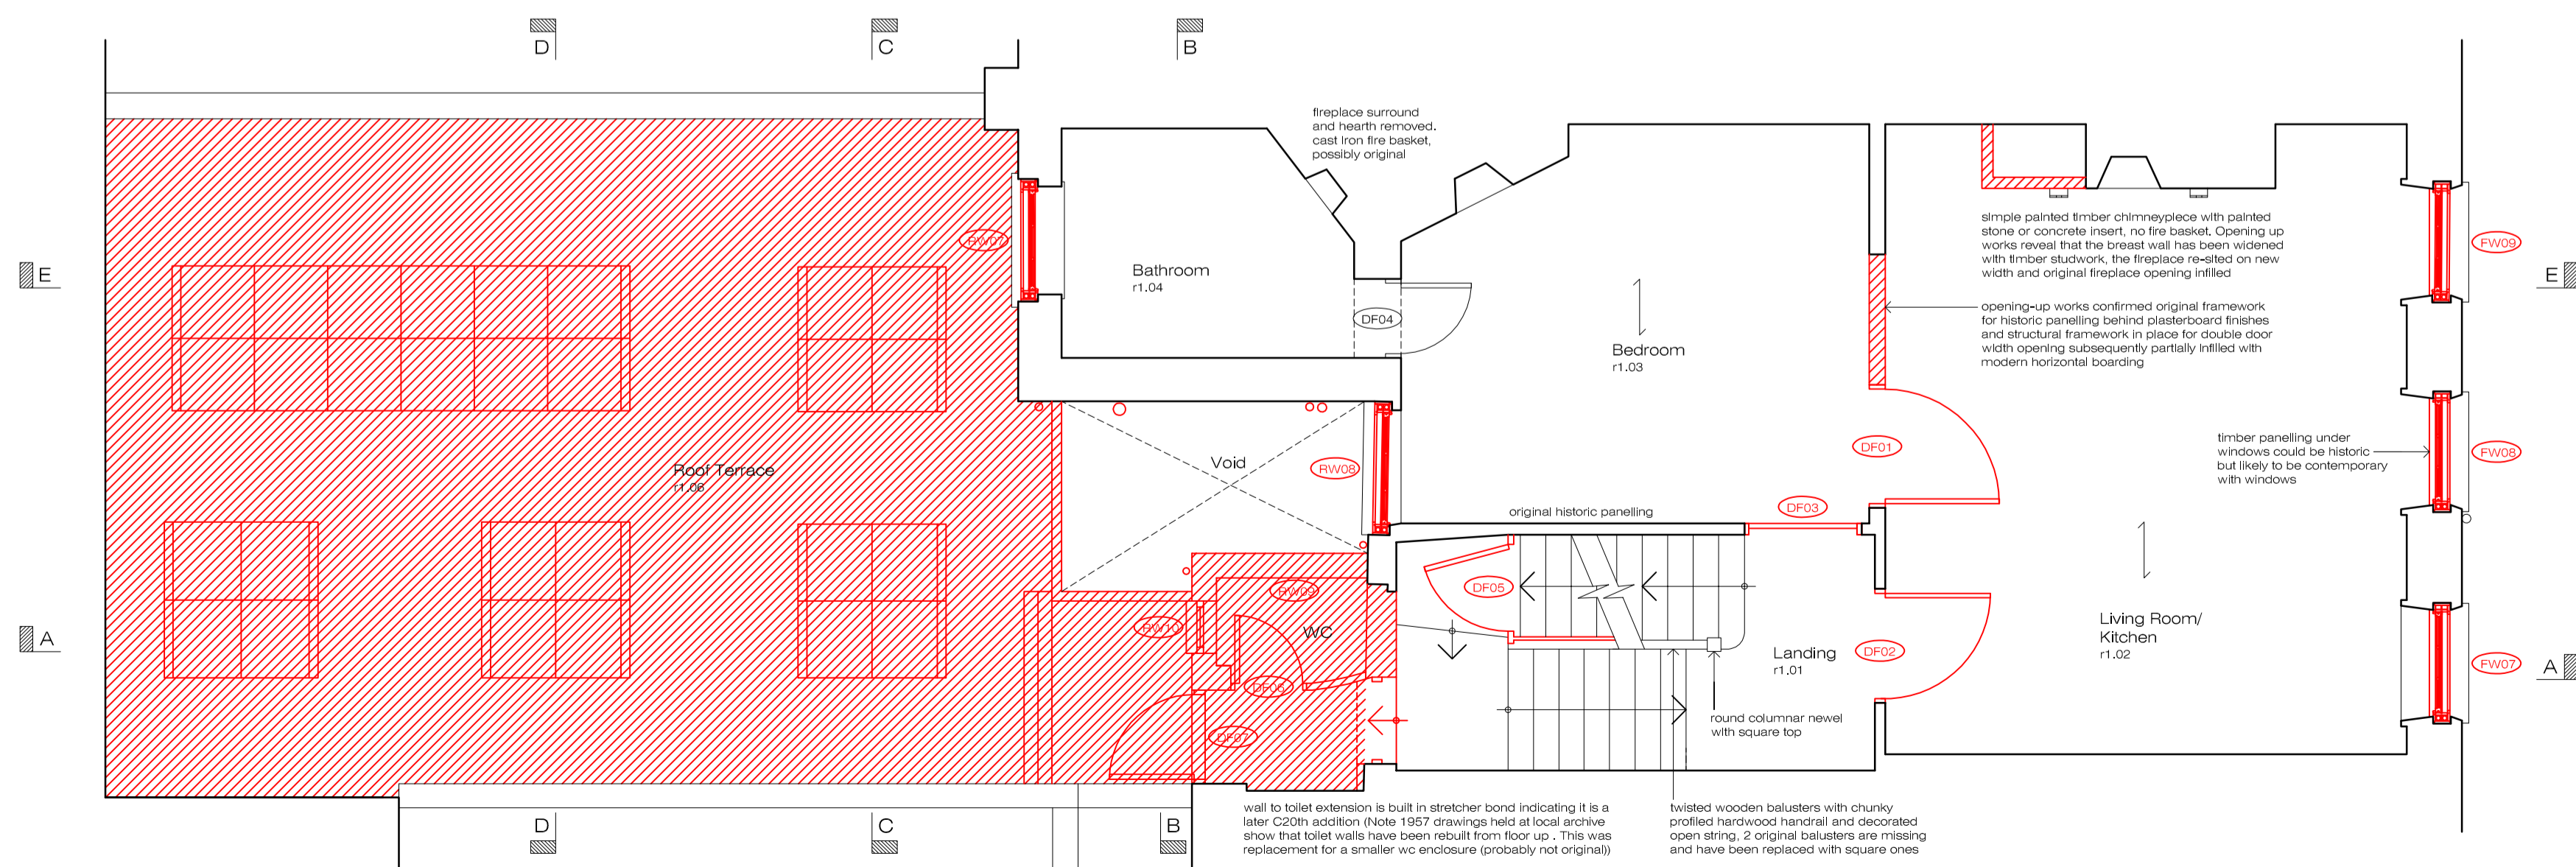 D
C
B
fireplace surround
and hearth removed.
cast iron fire basket,
possibly original
simple painted timber chimneypiece with painted
stone or concrete insert, no fire basket. Opening up
works reveal that the breast wall has been widened
with timber studwork, the fireplace re-sited on new
width and original fireplace opening infilled
RW07
FW09
E
E
Bathroom
r1.04
DF04
opening-up works confirmed original framework
for historic panelling behind plasterboard finishes
and structural framework in place for double door
width opening subsequently partially infilled with
modern horizontal boarding
Bedroom
r1.03
Roof Terrace
r1.06
Void
RW08
DF01
timber panelling under
windows could be historic
but likely to be contemporary
with windows
FW08
original historic panelling
DF03
RW09
DF05
RW10
WC
A
Landing
r1.01
DF02
Living Room/
Kitchen
r1.02
FW07
A
DF06
DF07
round columnar newel
with square top
wall to toilet extension is built in stretcher bond indicating it is a
later C20th addition (Note 1957 drawings held at local archive
show that toilet walls have been rebuilt from floor up . This was
replacement for a smaller wc enclosure (probably not original))
twisted wooden balusters with chunky
profiled hardwood handrail and decorated
open string, 2 original balusters are missing
and have been replaced with square ones
D
C
B